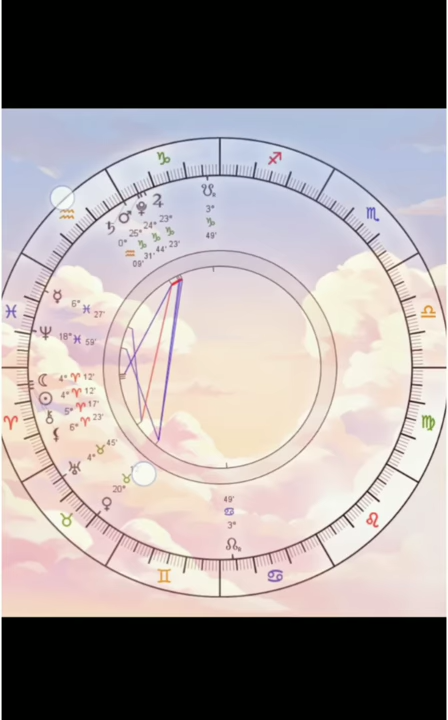 ♑ ♐
♒ ♏
♄ ♂ ♇ ♃ ☋
0° 25° 24° 23° 3°
♒ ♑ ♑ ♑ ♑
09' 31' 44' 23' 49'
☿ 6° ♓ 27'
♓ ♎
♆ 18° ♓ 59'
☾ 4° ♈ 12'
☉ 4° ♈ 12'
⚷ 5° ♈ 17'
♈ ♍
⚸ 6° ♈ 23'
♅ 4° ♉ 45'
♀ 20° ♉
49'
♋
3°
♉ ♌
☊
♊ ♋